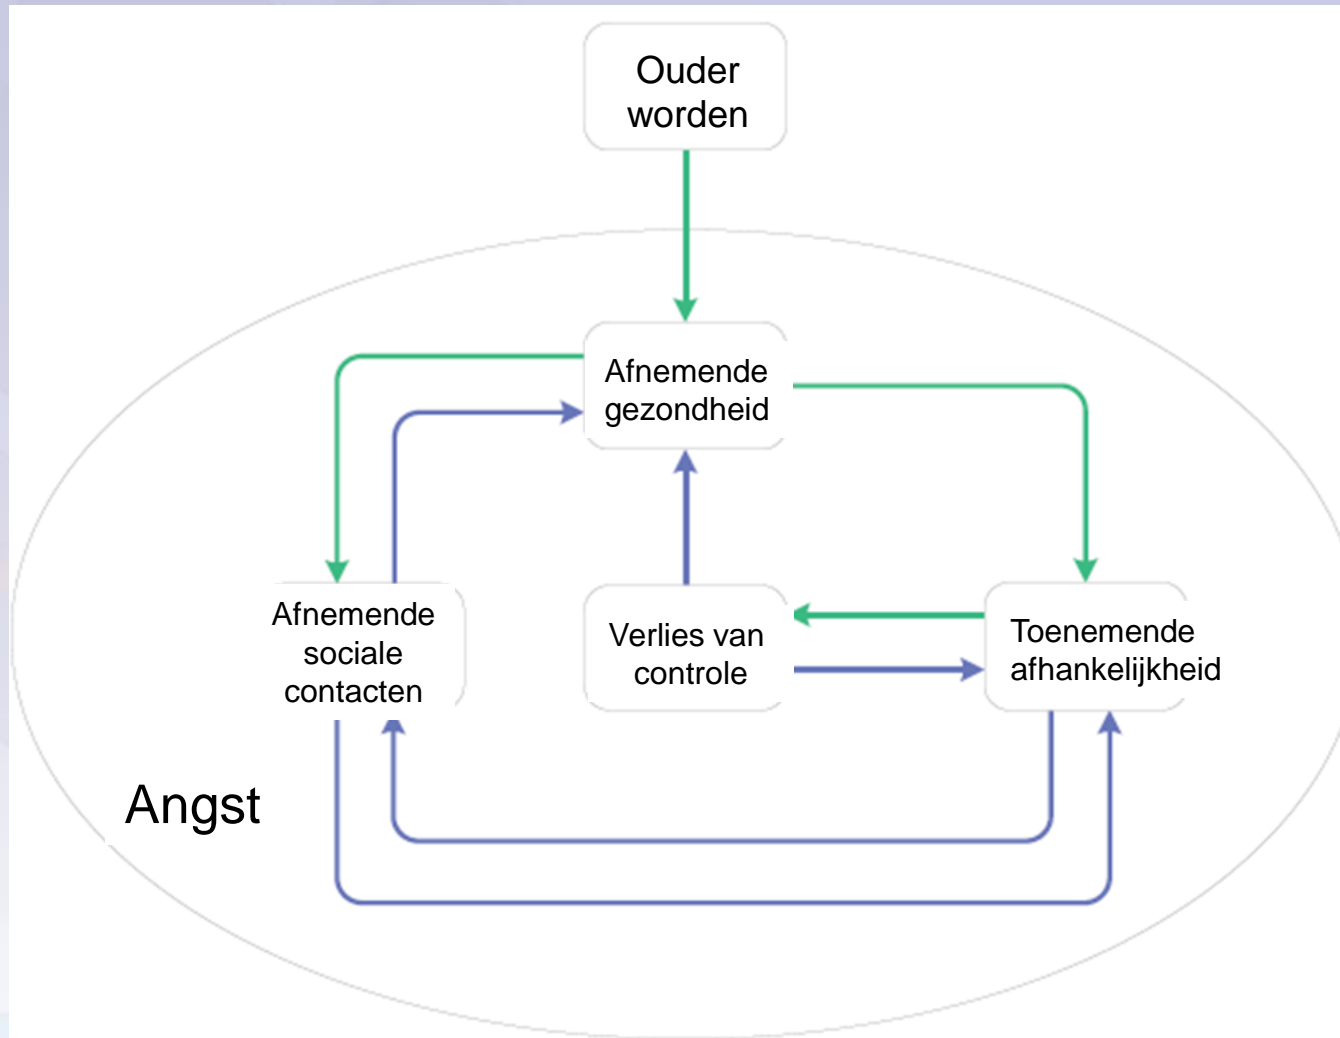 Ouder
worden
Afnemende
gezondheid
Afnemende
sociale
contacten
Verlies van
controle
Toenemende
afhankelijkheid
Angst